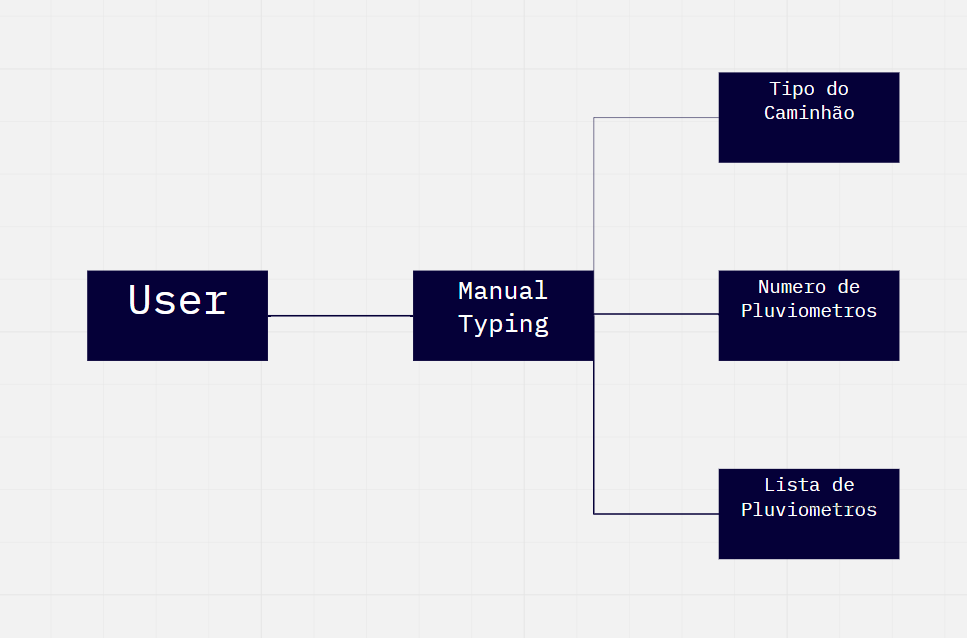 User
Manual
Typing
Tipo do
Caminhão
Numero de
Pluviometros
Lista de
Pluviometros